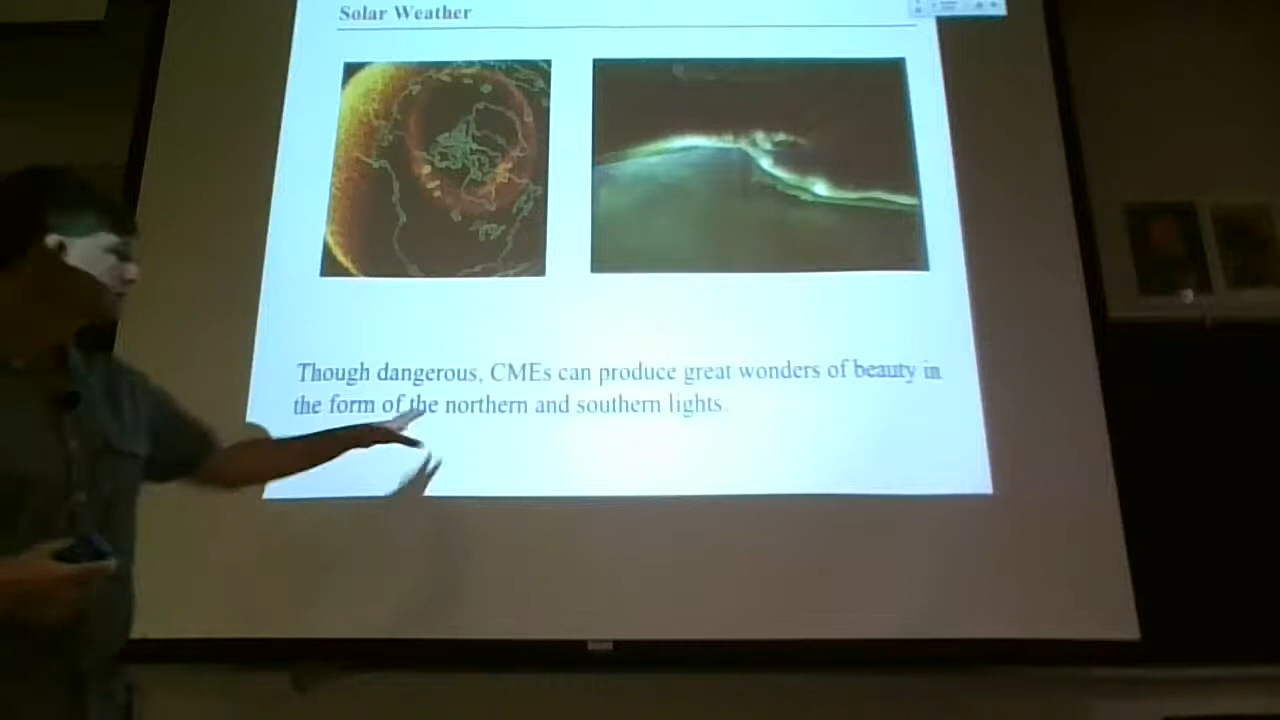 Solar Weather
Though dangerous, CMEs can produce great wonders of beauty in
the form of the northern and southern lights.